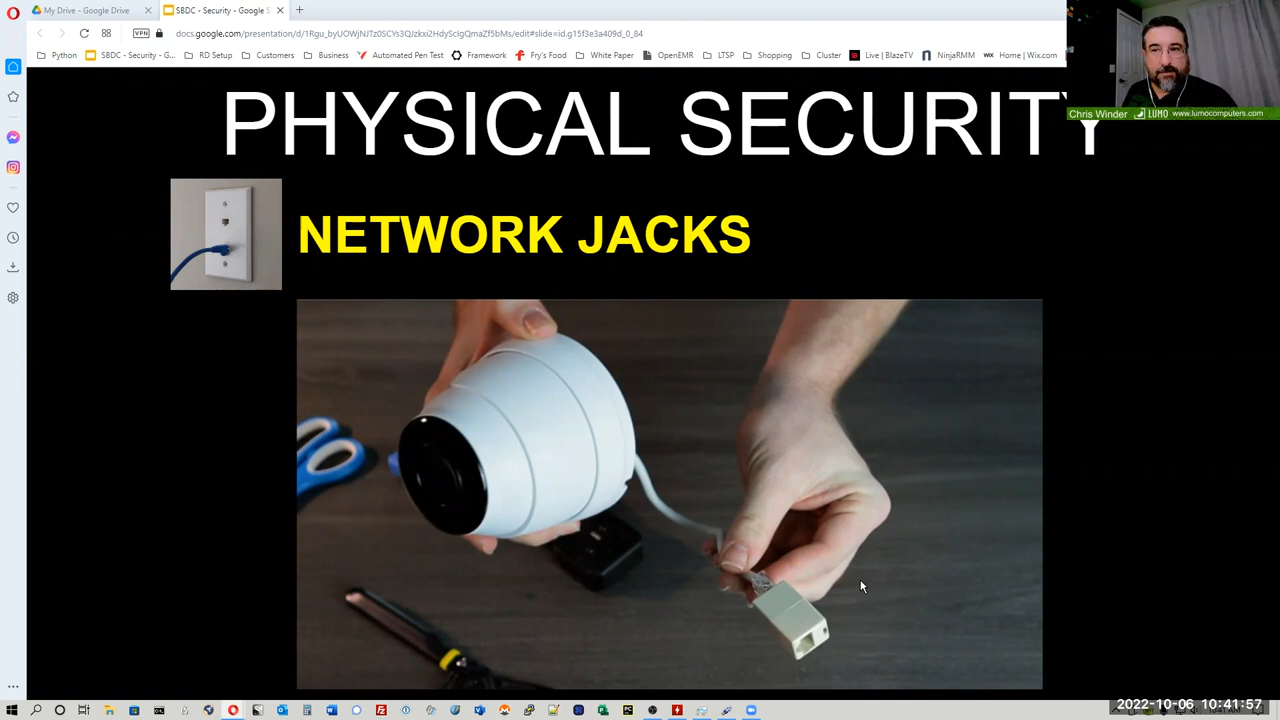 My Drive - Google Drive
SBDC - Security - Google S
VPN
docs.google.com/presentation/d/1Rgu_byUOWjNJTz0SCYs3QJzkxi2HdyScIgQmaZf5bMs/edit#slide=id.g15f3e3a409d_0_84
Python
SBDC - Security - G...
RD Setup
Customers
Business
Automated Pen Test
Framework
Fry's Food
White Paper
OpenEMR
LTSP
Shopping
Cluster
Live | BlazeTV
NinjaRMM
WIX Home | Wix.com
Chris Winder LUMO www.lumocomputers.com
PHYSICAL SECURITY
NETWORK JACKS
2022-10-06 10:41:57